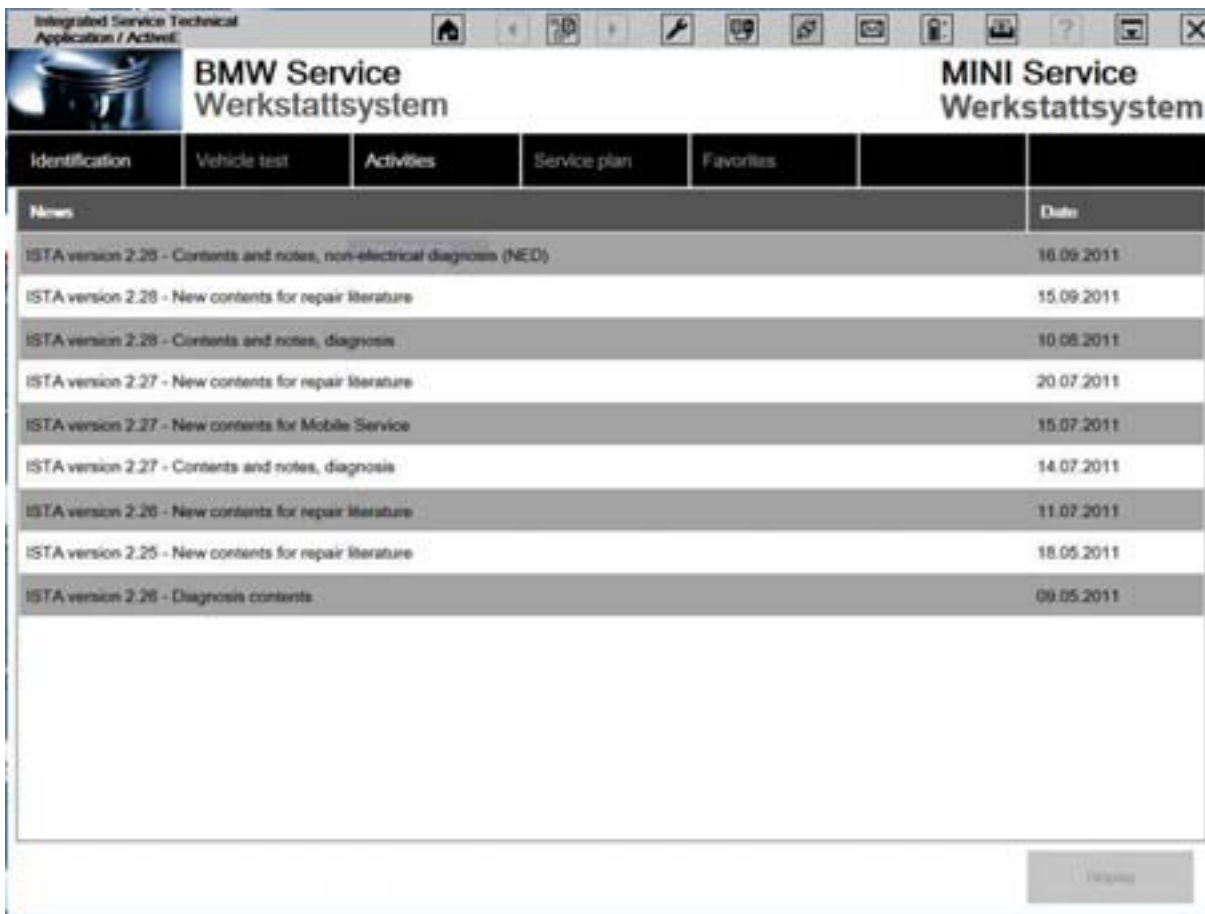 Integrated Service Technical
Application / ActiveE
BMW Service
Werkstattsystem
MINI Service
Werkstattsystem
Identification Vehicle test Activities Service plan Favorites
News Date
ISTA version 2.28 - Contents and notes, non-electrical diagnosis (NED) 16.09.2011
ISTA version 2.28 - New contents for repair literature 15.09.2011
ISTA version 2.28 - Contents and notes, diagnosis 10.08.2011
ISTA version 2.27 - New contents for repair literature 20.07.2011
ISTA version 2.27 - New contents for Mobile Service 15.07.2011
ISTA version 2.27 - Contents and notes, diagnosis 14.07.2011
ISTA version 2.26 - New contents for repair literature 11.07.2011
ISTA version 2.25 - New contents for repair literature 18.05.2011
ISTA version 2.26 - Diagnosis contents 09.05.2011
Display